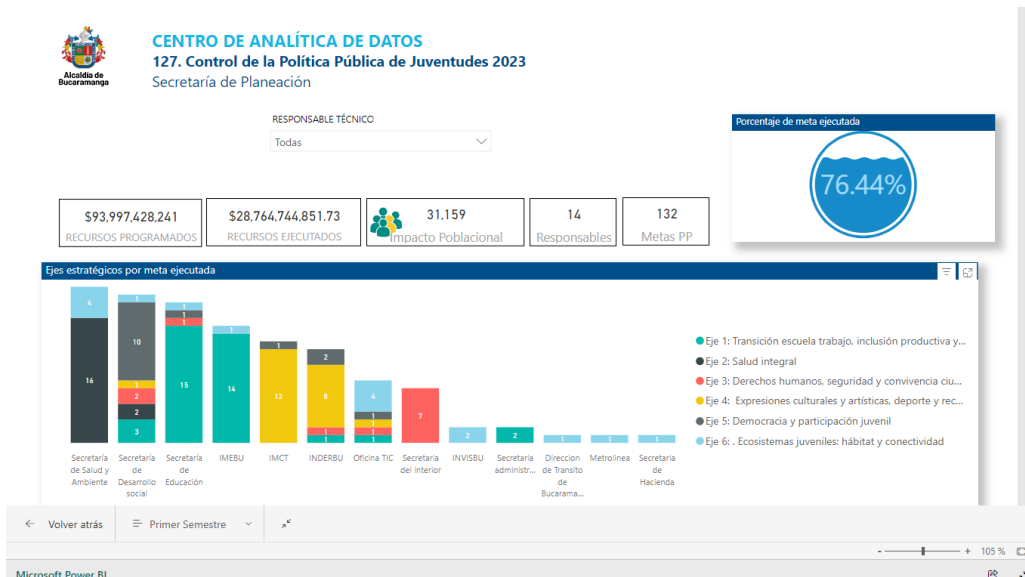 CENTRO DE ANALÍTICA DE DATOS
127. Control de la Política Pública de Juventudes 2023
Secretaría de Planeación
Alcaldía de
Bucaramanga
RESPONSABLE TÉCNICO
Todas
Porcentaje de meta ejecutada
76.44%
$93,997,428,241
RECURSOS PROGRAMADOS
$28,764,744,851.73
RECURSOS EJECUTADOS
31,159
Impacto Poblacional
14
Responsables
132
Metas PP
Ejes estratégicos por meta ejecutada
4
16
1
10
1
2
2
3
1
1
1
15
1
14
1
12
2
8
1
1
4
1
1
1
1
7
2
2
1
1
1
Secretaría de Salud y Ambiente
Secretaría de Desarrollo social
Secretaría de Educación
IMEBU
IMCT
INDERBU
Oficina TIC
Secretaria del interior
INVISBU
Secretaria administr...
Direccion de Transito de Bucarama...
Metrolinea
Secretaria de Hacienda
Eje 1: Transición escuela trabajo, inclusión productiva y...
Eje 2: Salud integral
Eje 3: Derechos humanos, seguridad y convivencia ciu...
Eje 4: Expresiones culturales y artísticas, deporte y rec...
Eje 5: Democracia y participación juvenil
Eje 6: . Ecosistemas juveniles: hábitat y conectividad
Volver atrás
Primer Semestre
- + 105 %
Microsoft Power BI